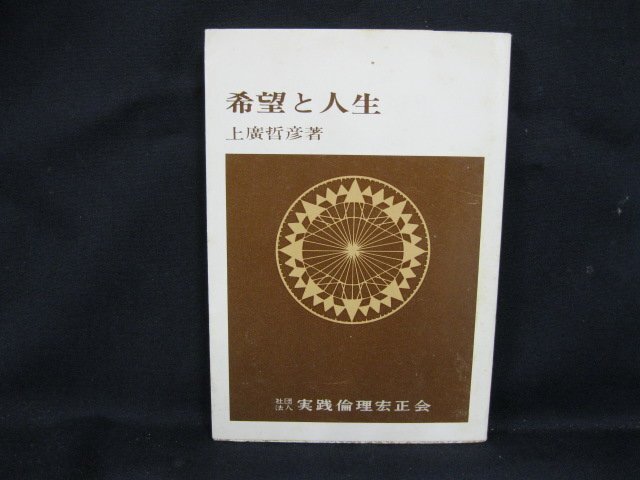 希望と人生
上廣哲彦著
社団法人 実践倫理宏正会